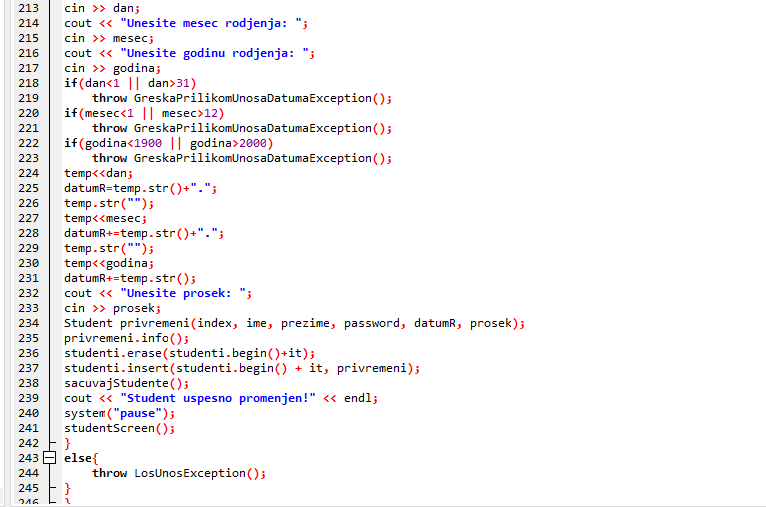 213 cin >> dan;
214 cout << "Unesite mesec rodjenja: ";
215 cin >> mesec;
216 cout << "Unesite godinu rodjenja: ";
217 cin >> godina;
218 if(dan<1 || dan>31)
219 throw GreskaPrilikomUnosaDatumaException();
220 if(mesec<1 || mesec>12)
221 throw GreskaPrilikomUnosaDatumaException();
222 if(godina<1900 || godina>2000)
223 throw GreskaPrilikomUnosaDatumaException();
224 temp<<dan;
225 datumR=temp.str()+".";
226 temp.str("");
227 temp<<mesec;
228 datumR+=temp.str()+".";
229 temp.str("");
230 temp<<godina;
231 datumR+=temp.str();
232 cout << "Unesite prosek: ";
233 cin >> prosek;
234 Student privremeni(index, ime, prezime, password, datumR, prosek);
235 privremeni.info();
236 studenti.erase(studenti.begin()+it);
237 studenti.insert(studenti.begin() + it, privremeni);
238 sacuvajStudente();
239 cout << "Student uspesno promenjen!" << endl;
240 system("pause");
241 studentScreen();
242 }
243 else{
244 throw LosUnosException();
245 }
246 }